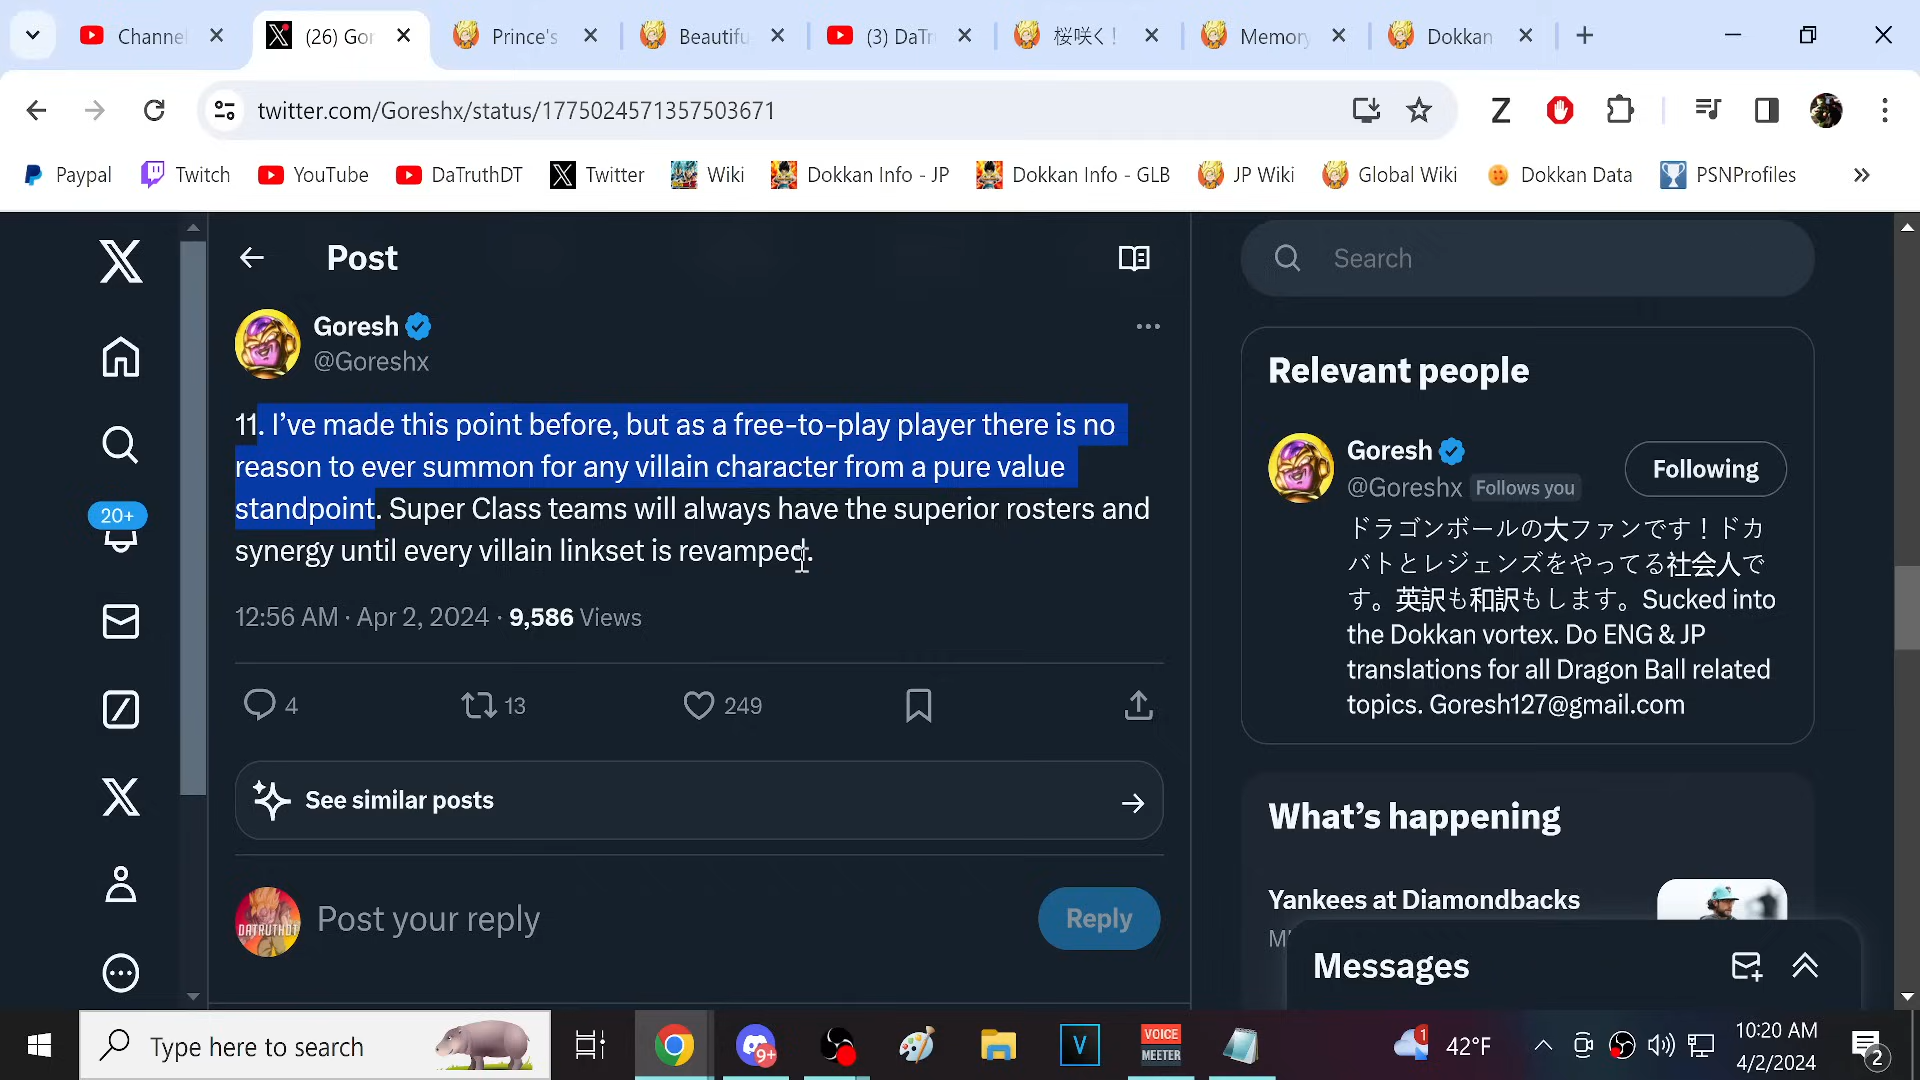 Channel
(26) Gor
Prince's
Beautifu
(3) DaTr
桜咲く!
Memory
Dokkan
twitter.com/Goreshx/status/1775024571357503671
Z
Paypal
Twitch
YouTube
DaTruthDT
Twitter
Wiki
Dokkan Info - JP
Dokkan Info - GLB
JP Wiki
Global Wiki
Dokkan Data
PSNProfiles
Post
Search
Goresh
@Goreshx
11. I've made this point before, but as a free-to-play player there is no
reason to ever summon for any villain character from a pure value
standpoint. Super Class teams will always have the superior rosters and
synergy until every villain linkset is revamped.
12:56 AM · Apr 2, 2024 · 9,586 Views
4
13
249
See similar posts
DATRUTHDT
Post your reply
Reply
20+
Relevant people
Goresh
@Goreshx Follows you
Following
ドラゴンボールの大ファンです！ドカ
バトとレジェンズをやってる社会人で
す。英訳も和訳もします。Sucked into
the Dokkan vortex. Do ENG & JP
translations for all Dragon Ball related
topics. Goresh127@gmail.com
What's happening
Yankees at Diamondbacks
Messages
Type here to search
9+
V
VOICE
MEETER
1
42°F
10:20 AM
4/2/2024
2